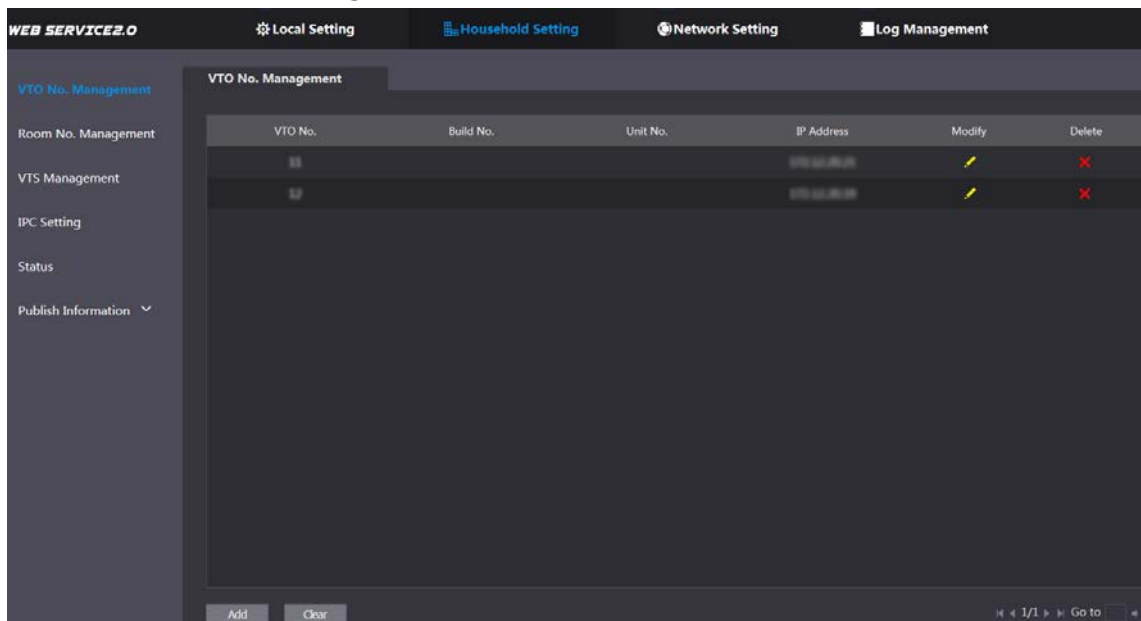 WEB SERVICE2.0 Local Setting Household Setting Network Setting Log Management
VTO No. Management
VTO No. Management
Room No. Management
VTS Management
IPC Setting
Status
Publish Information
VTO No. Build No. Unit No. IP Address Modify Delete
Add Clear 1/1 Go to